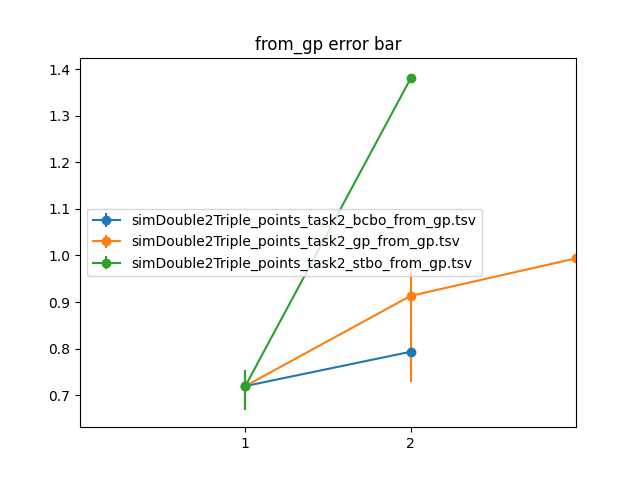 from_gp error bar
1.4
1.3
1.2
1.1
1.0
0.9
0.8
0.7
simDouble2Triple_points_task2_bcbo_from_gp.tsv
simDouble2Triple_points_task2_gp_from_gp.tsv
simDouble2Triple_points_task2_stbo_from_gp.tsv
1
2